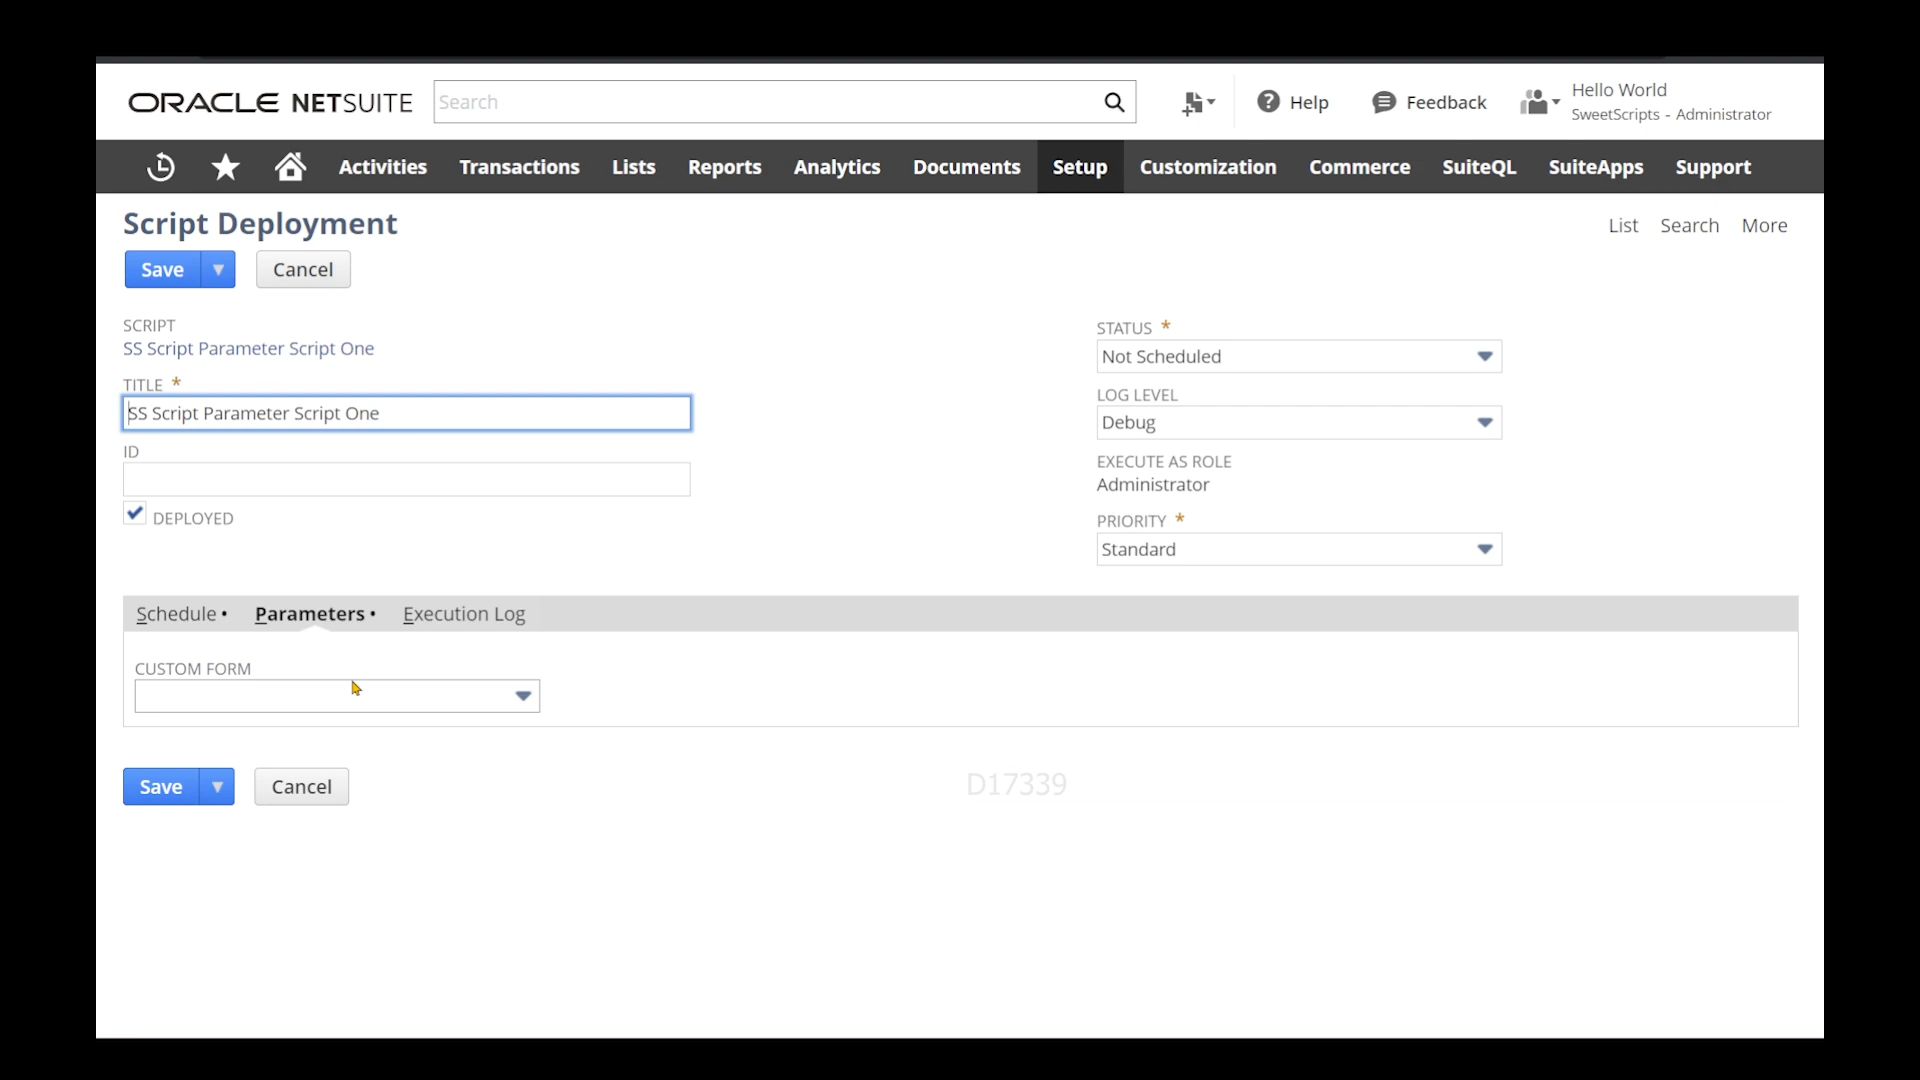 ORACLE NETSUITE
Search
Help
Feedback
Hello World
SweetScripts - Administrator
Activities
Transactions
Lists
Reports
Analytics
Documents
Setup
Customization
Commerce
SuiteQL
SuiteApps
Support
Script Deployment
List
Search
More
Save
Cancel
SCRIPT
SS Script Parameter Script One
TITLE *
SS Script Parameter Script One
ID
DEPLOYED
STATUS *
Not Scheduled
LOG LEVEL
Debug
EXECUTE AS ROLE
Administrator
PRIORITY *
Standard
Schedule •
Parameters •
Execution Log
CUSTOM FORM
Save
Cancel
D17339